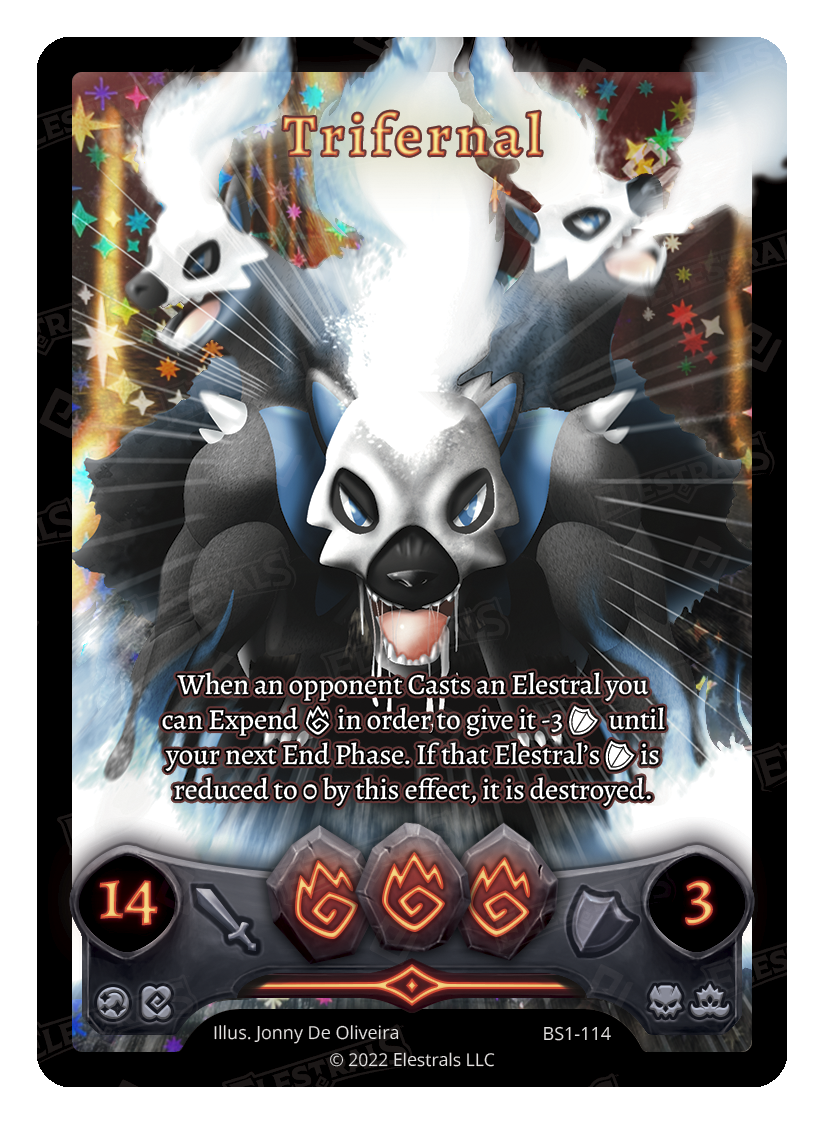 Trifernal
When an opponent Casts an Elestral you
can Expend in order to give it -3 until
your next End Phase. If that Elestral's is
reduced to 0 by this effect, it is destroyed.
14
3
Illus. Jonny De Oliveira
BS1-114
© 2022 Elestrals LLC